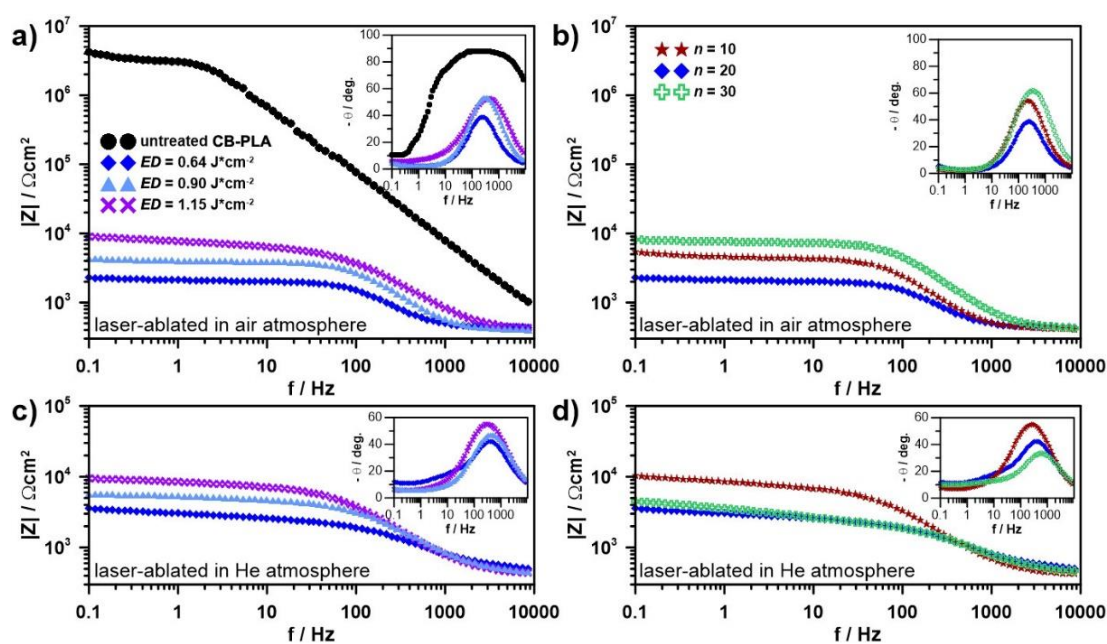 a)
10⁷
10⁶
10⁵
10⁴
10³
|Z| / Ωcm²
untreated CB-PLA
ED = 0.64 J*cm⁻²
ED = 0.90 J*cm⁻²
ED = 1.15 J*cm⁻²
100
80
60
40
20
0
- θ / deg.
0.1 1 10 100 1000
f / Hz
laser-ablated in air atmosphere
0.1 1 10 100 1000 10000
f / Hz
b)
10⁷
10⁶
10⁵
10⁴
10³
|Z| / Ωcm²
n = 10
n = 20
n = 30
100
80
60
40
20
0
- θ / deg.
0.1 1 10 100 1000
f / Hz
laser-ablated in air atmosphere
0.1 1 10 100 1000 10000
f / Hz
c)
10⁵
10⁴
10³
|Z| / Ωcm²
60
40
20
0
- θ / deg.
0.1 1 10 100 1000
f / Hz
laser-ablated in He atmosphere
0.1 1 10 100 1000 10000
f / Hz
d)
10⁵
10⁴
10³
|Z| / Ωcm²
60
40
20
0
- θ / deg.
0.1 1 10 100 1000
f / Hz
laser-ablated in He atmosphere
0.1 1 10 100 1000 10000
f / Hz